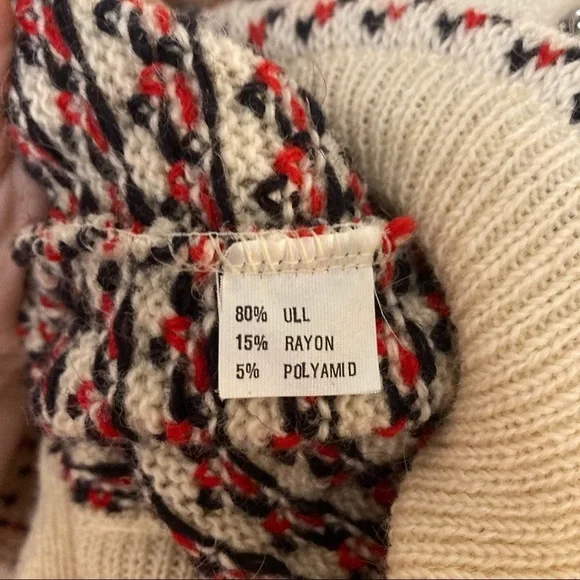 80% ULL
15% RAYON
5% POLYAMID